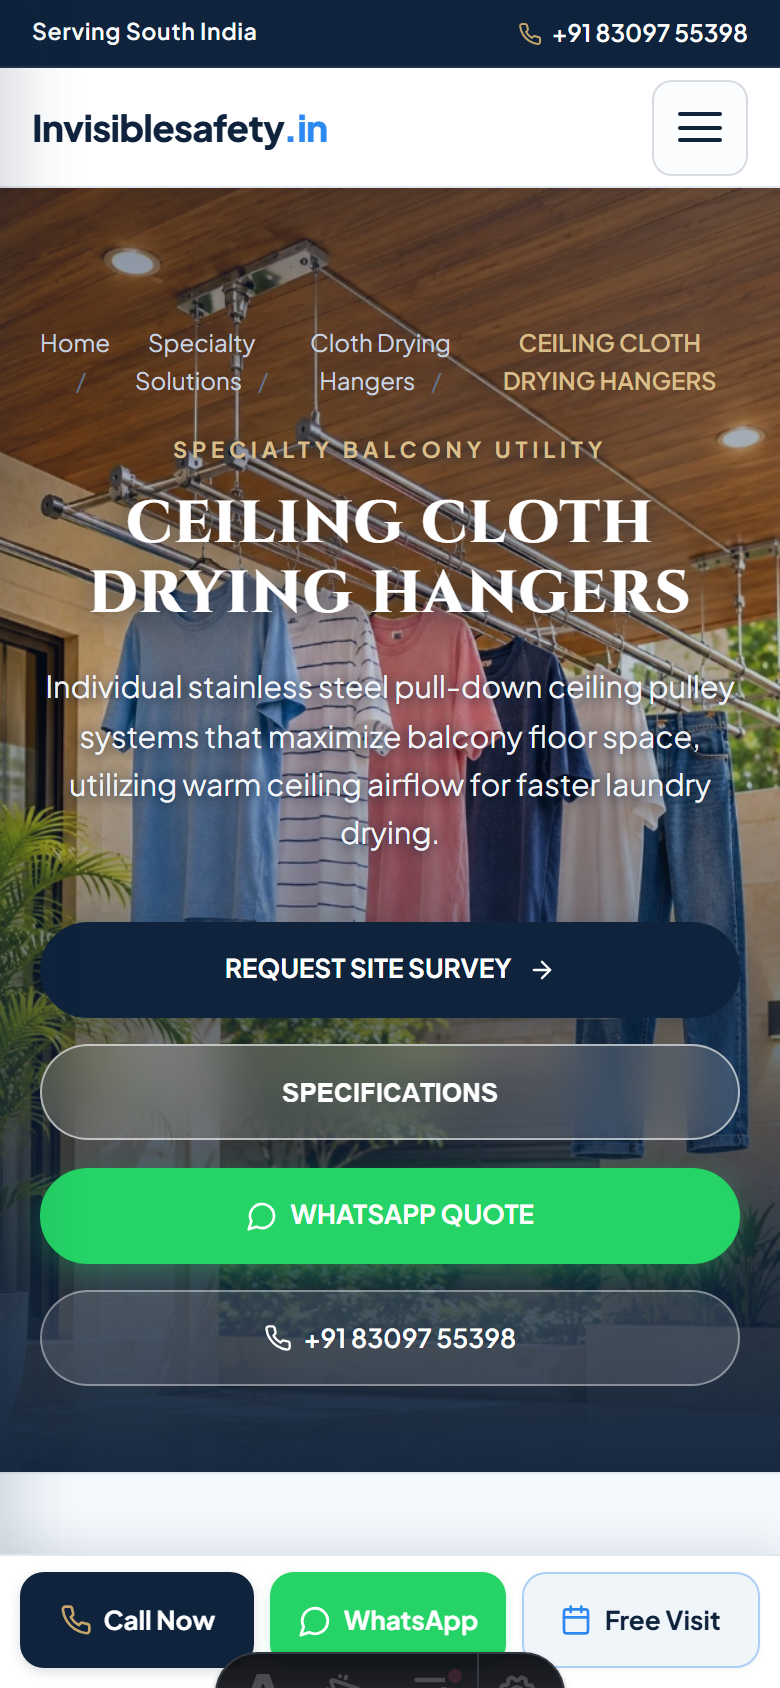 Serving South India
+91 83097 55398
Invisiblesafety.in
Home / Specialty Solutions / Cloth Drying Hangers / CEILING CLOTH DRYING HANGERS
SPECIALTY BALCONY UTILITY
CEILING CLOTH
DRYING HANGERS
Individual stainless steel pull-down ceiling pulley
systems that maximize balcony floor space,
utilizing warm ceiling airflow for faster laundry
drying.
REQUEST SITE SURVEY
SPECIFICATIONS
WHATSAPP QUOTE
+91 83097 55398
Call Now
WhatsApp
Free Visit